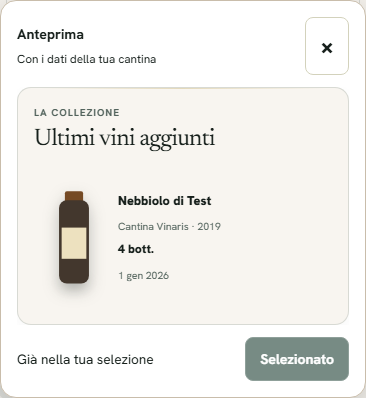 Anteprima
Con i dati della tua cantina
×
LA COLLEZIONE
Ultimi vini aggiunti
Nebbiolo di Test
Cantina Vinaris · 2019
4 bott.
1 gen 2026
Già nella tua selezione
Selezionato